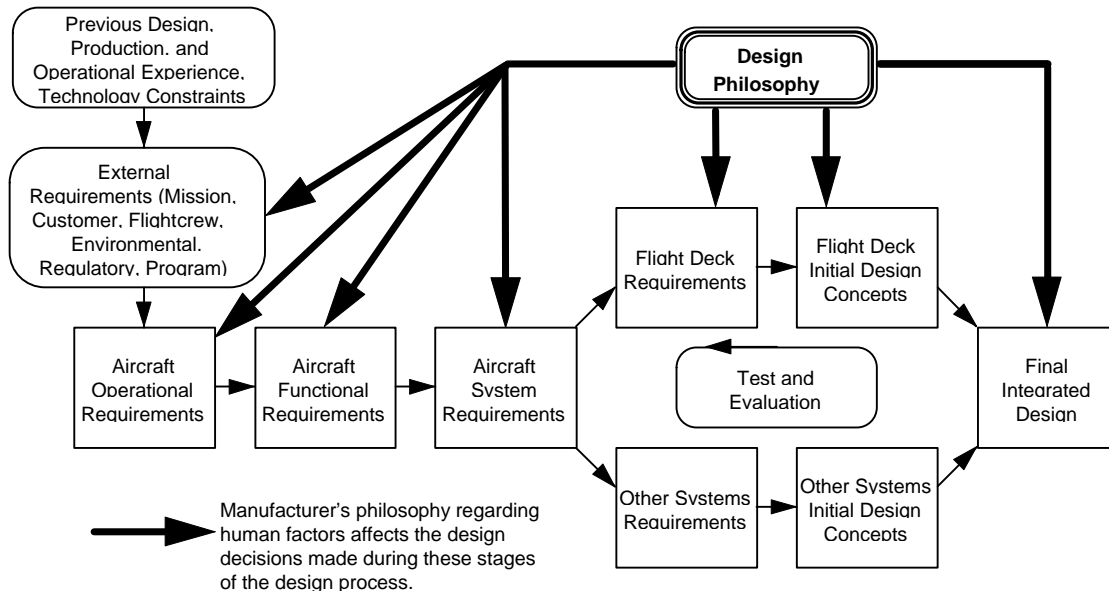 Previous Design,
Production, and
Operational Experience,
Technology Constraints
External
Requirements (Mission,
Customer, Flightcrew,
Environmental,
Regulatory, Program)
Design
Philosophy
Flight Deck
Requirements
Flight Deck
Initial Design
Concepts
Aircraft
Operational
Requirements
Aircraft
Functional
Requirements
Aircraft
System
Requirements
Test and
Evaluation
Final
Integrated
Design
Other Systems
Requirements
Other Systems
Initial Design
Concepts
Manufacturer’s philosophy regarding
human factors affects the design
decisions made during these stages
of the design process.